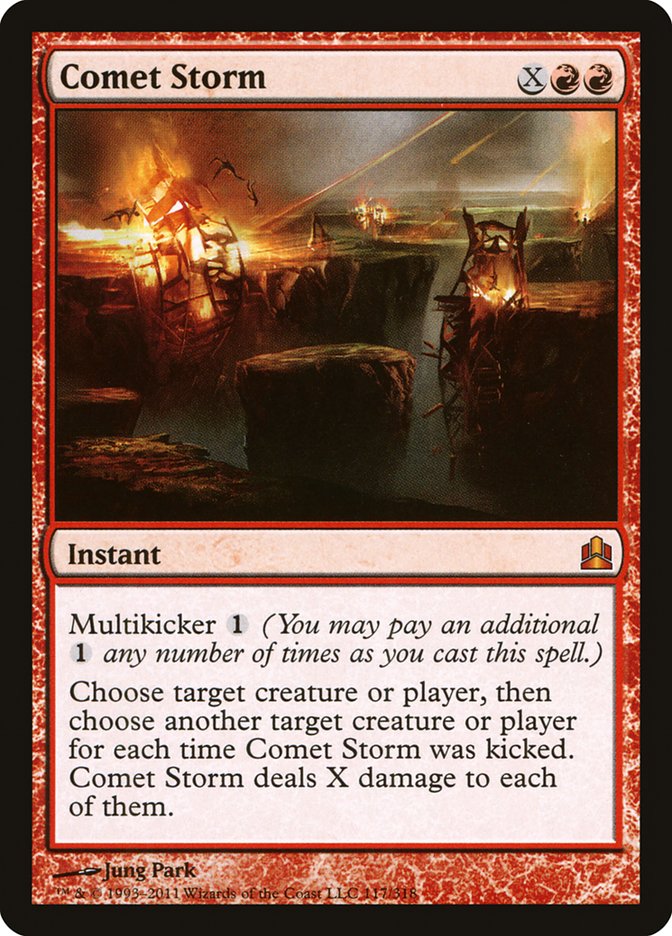 Comet Storm X
Instant
Multikicker 1 (You may pay an additional
1 any number of times as you cast this spell.)
Choose target creature or player, then
choose another target creature or player
for each time Comet Storm was kicked.
Comet Storm deals X damage to each
of them.
Jung Park
™ & © 1993–2011 Wizards of the Coast LLC 117/318